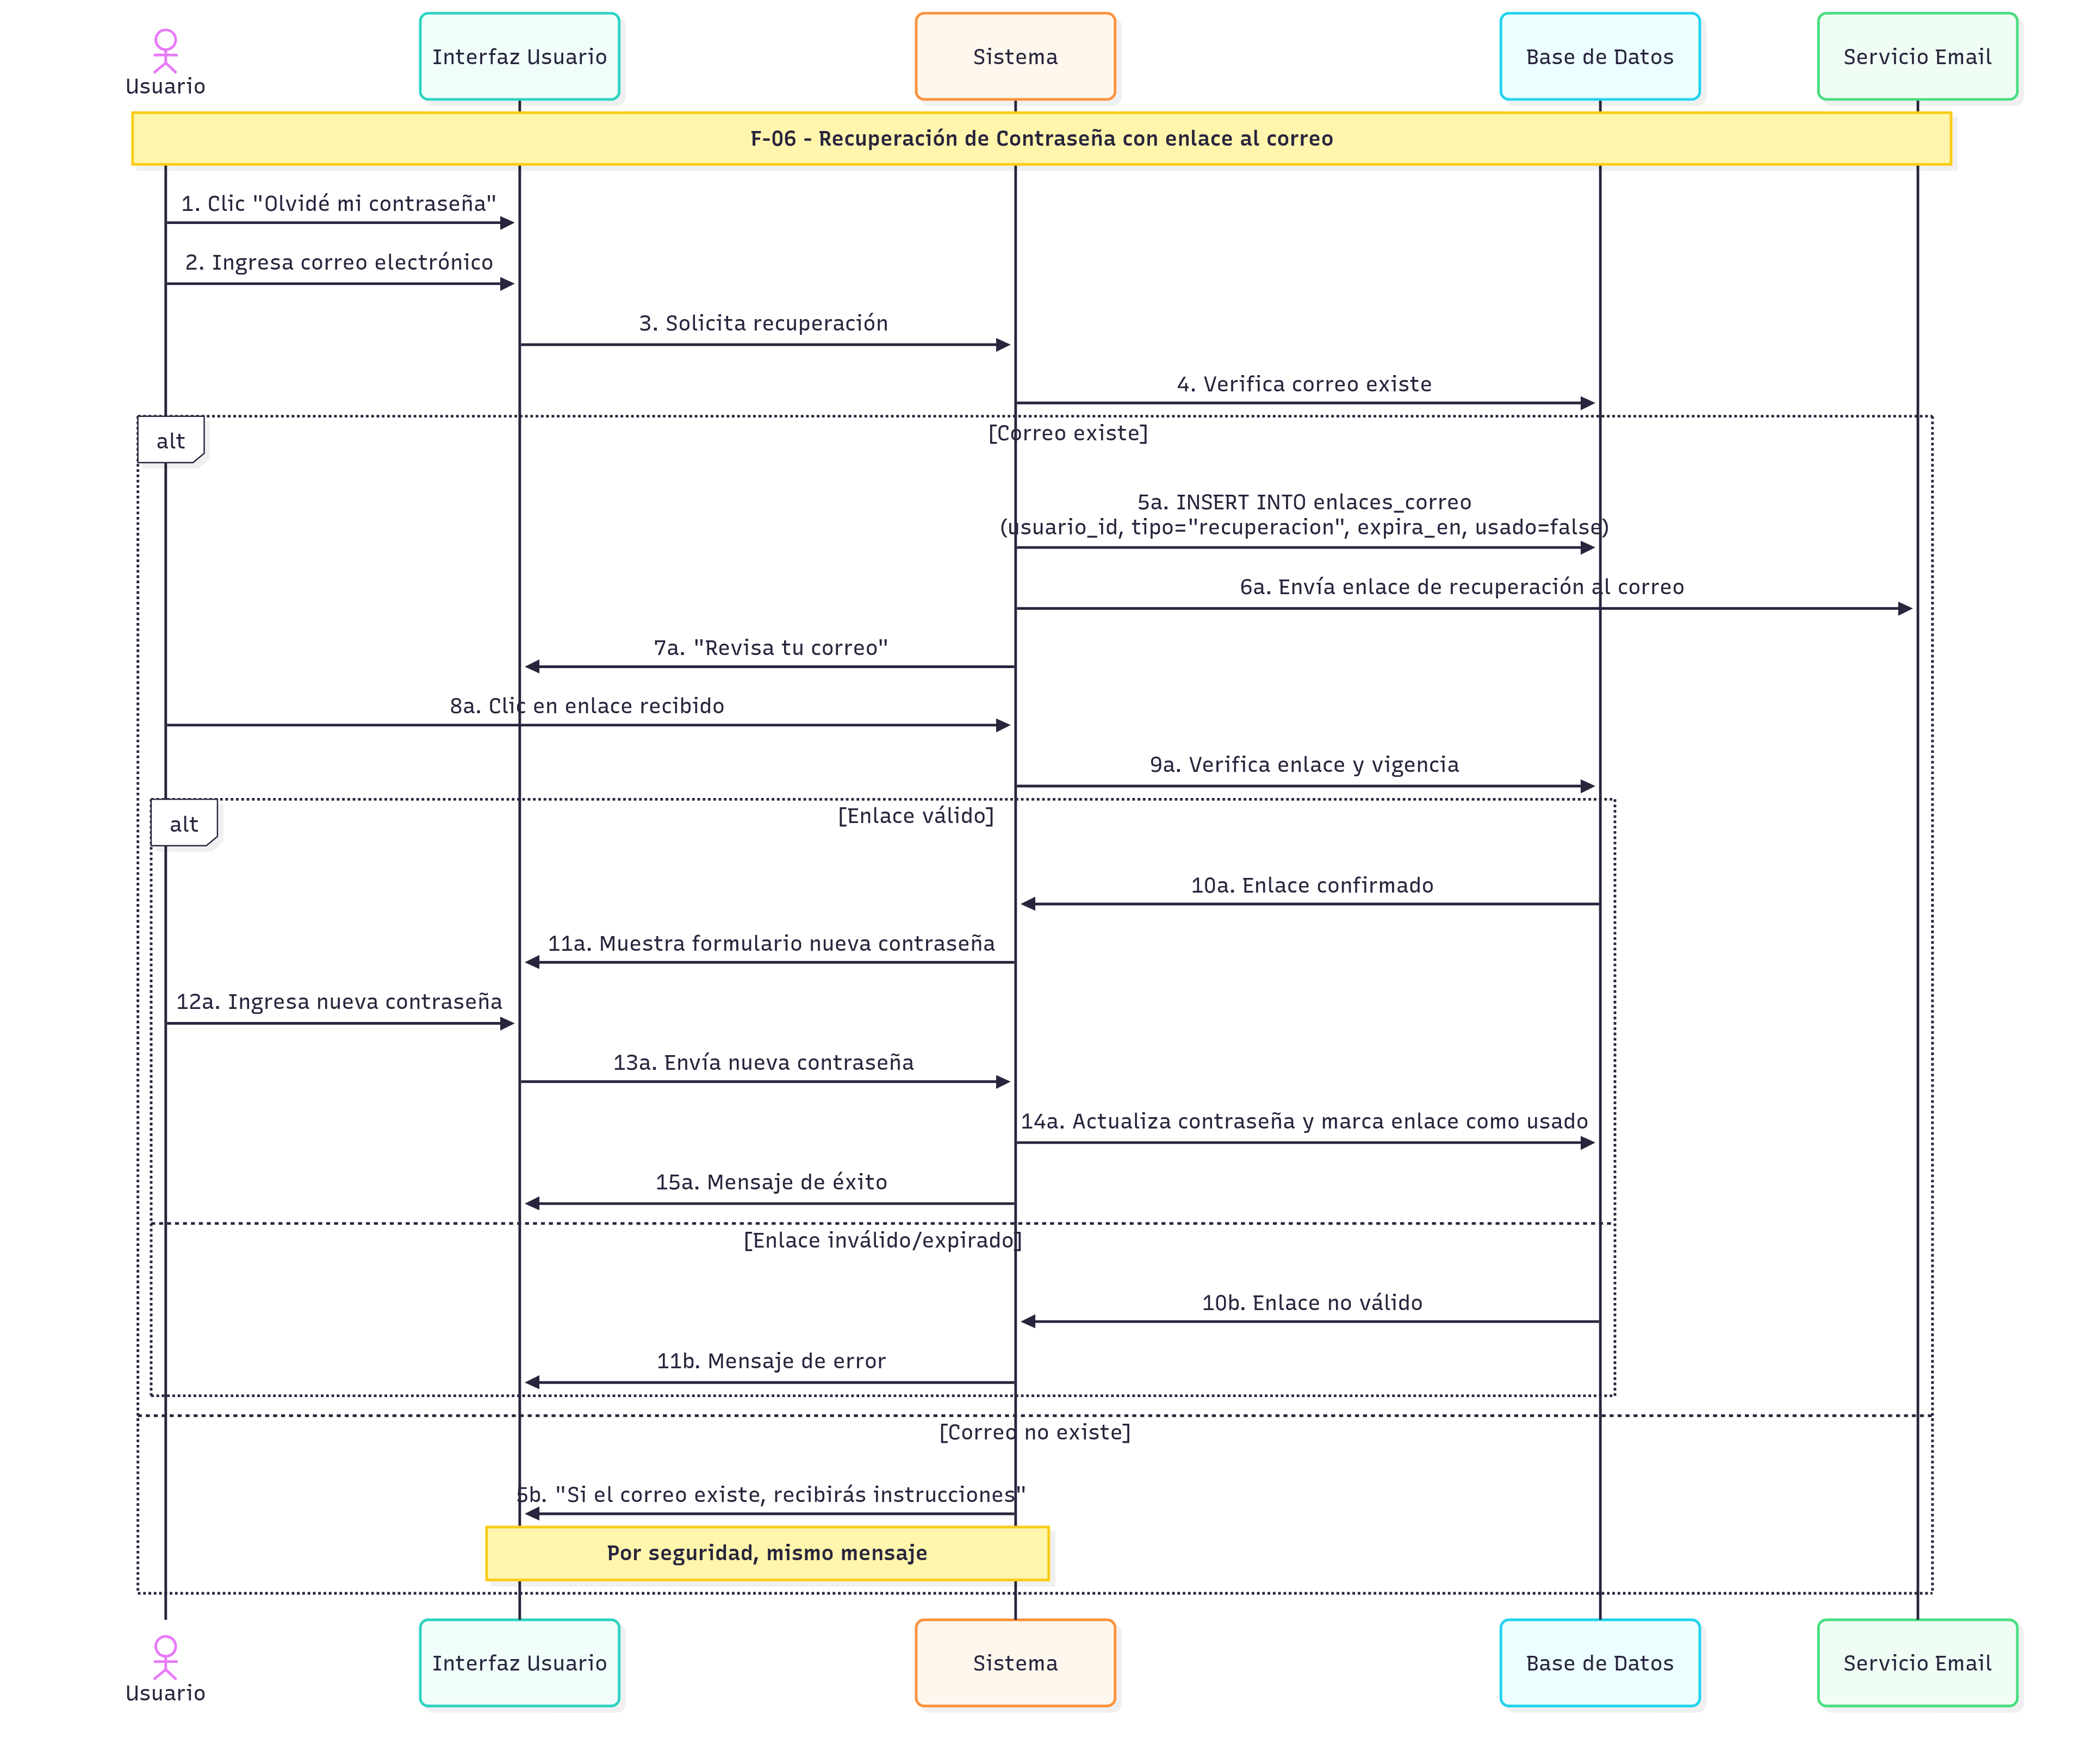 Usuario
Interfaz Usuario
Sistema
Base de Datos
Servicio Email
F-06 - Recuperación de Contraseña con enlace al correo
1. Clic "Olvidé mi contraseña"
2. Ingresa correo electrónico
3. Solicita recuperación
4. Verifica correo existe
alt
[Correo existe]
5a. INSERT INTO enlaces_correo
(usuario_id, tipo="recuperacion", expira_en, usado=false)
6a. Envía enlace de recuperación al correo
7a. "Revisa tu correo"
8a. Clic en enlace recibido
9a. Verifica enlace y vigencia
alt
[Enlace válido]
10a. Enlace confirmado
11a. Muestra formulario nueva contraseña
12a. Ingresa nueva contraseña
13a. Envía nueva contraseña
14a. Actualiza contraseña y marca enlace como usado
15a. Mensaje de éxito
[Enlace inválido/expirado]
10b. Enlace no válido
11b. Mensaje de error
[Correo no existe]
5b. "Si el correo existe, recibirás instrucciones"
Por seguridad, mismo mensaje
Usuario
Interfaz Usuario
Sistema
Base de Datos
Servicio Email